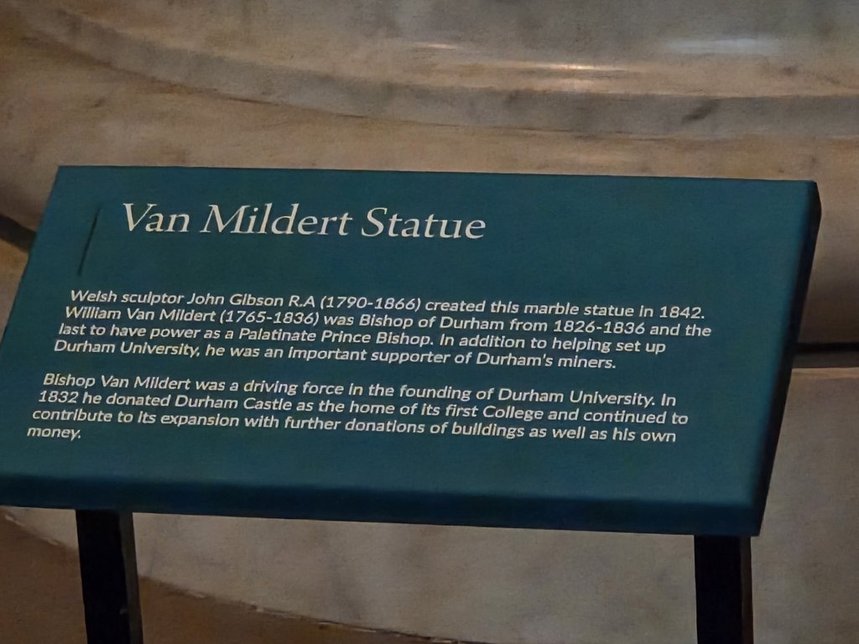 Van Mildert Statue
Welsh sculptor John Gibson R.A (1790-1866) created this marble statue in 1842.
William Van Mildert (1765-1836) was Bishop of Durham from 1826-1836 and the
last to have power as a Palatinate Prince Bishop. In addition to helping set up
Durham University, he was an important supporter of Durham's miners.
Bishop Van Mildert was a driving force in the founding of Durham University. In
1832 he donated Durham Castle as the home of its first College and continued to
contribute to its expansion with further donations of buildings as well as his own
money.